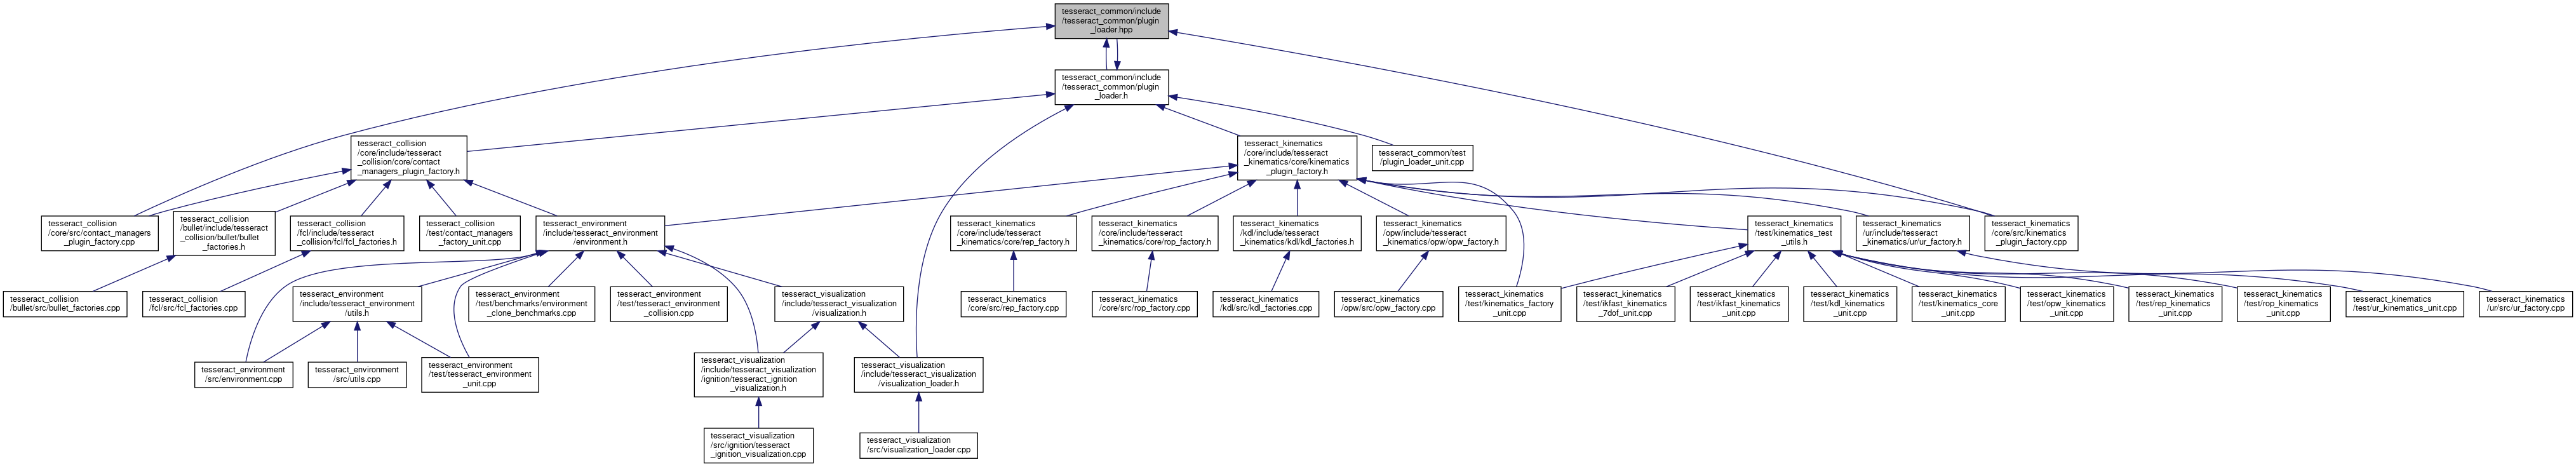 tesseract_common/include
/tesseract_common/plugin
_loader.hpp
tesseract_common/include
/tesseract_common/plugin
_loader.h
tesseract_collision
/core/include/tesseract
_collision/core/contact
_managers_plugin_factory.h
tesseract_kinematics
/core/include/tesseract
_kinematics/core/kinematics
_plugin_factory.h
tesseract_common/test
/plugin_loader_unit.cpp
tesseract_collision
/core/src/contact_managers
_plugin_factory.cpp
tesseract_collision
/bullet/include/tesseract
_collision/bullet/bullet
_factories.h
tesseract_collision
/fcl/include/tesseract
_collision/fcl/fcl_factories.h
tesseract_collision
/test/contact_managers
_factory_unit.cpp
tesseract_environment
/include/tesseract_environment
/environment.h
tesseract_kinematics
/core/include/tesseract
_kinematics/core/rep_factory.h
tesseract_kinematics
/core/include/tesseract
_kinematics/core/rop_factory.h
tesseract_kinematics
/kdl/include/tesseract
_kinematics/kdl/kdl_factories.h
tesseract_kinematics
/opw/include/tesseract
_kinematics/opw/opw_factory.h
tesseract_kinematics
/test/kinematics_test
_utils.h
tesseract_kinematics
/ur/include/tesseract
_kinematics/ur/ur_factory.h
tesseract_kinematics
/core/src/kinematics
_plugin_factory.cpp
tesseract_collision
/bullet/src/bullet_factories.cpp
tesseract_collision
/fcl/src/fcl_factories.cpp
tesseract_environment
/include/tesseract_environment
/utils.h
tesseract_environment
/test/benchmarks/environment
_clone_benchmarks.cpp
tesseract_environment
/test/tesseract_environment
_collision.cpp
tesseract_visualization
/include/tesseract_visualization
/visualization.h
tesseract_kinematics
/core/src/rep_factory.cpp
tesseract_kinematics
/core/src/rop_factory.cpp
tesseract_kinematics
/kdl/src/kdl_factories.cpp
tesseract_kinematics
/opw/src/opw_factory.cpp
tesseract_kinematics
/test/kinematics_factory
_unit.cpp
tesseract_kinematics
/test/ikfast_kinematics
_7dof_unit.cpp
tesseract_kinematics
/test/ikfast_kinematics
_unit.cpp
tesseract_kinematics
/test/kdl_kinematics
_unit.cpp
tesseract_kinematics
/test/kinematics_core
_unit.cpp
tesseract_kinematics
/test/opw_kinematics
_unit.cpp
tesseract_kinematics
/test/rep_kinematics
_unit.cpp
tesseract_kinematics
/test/rop_kinematics
_unit.cpp
tesseract_kinematics
/test/ur_kinematics_unit.cpp
tesseract_kinematics
/ur/src/ur_factory.cpp
tesseract_environment
/src/environment.cpp
tesseract_environment
/src/utils.cpp
tesseract_environment
/test/tesseract_environment
_unit.cpp
tesseract_visualization
/include/tesseract_visualization
/ignition/tesseract_ignition
_visualization.h
tesseract_visualization
/include/tesseract_visualization
/visualization_loader.h
tesseract_visualization
/src/ignition/tesseract
_ignition_visualization.cpp
tesseract_visualization
/src/visualization_loader.cpp